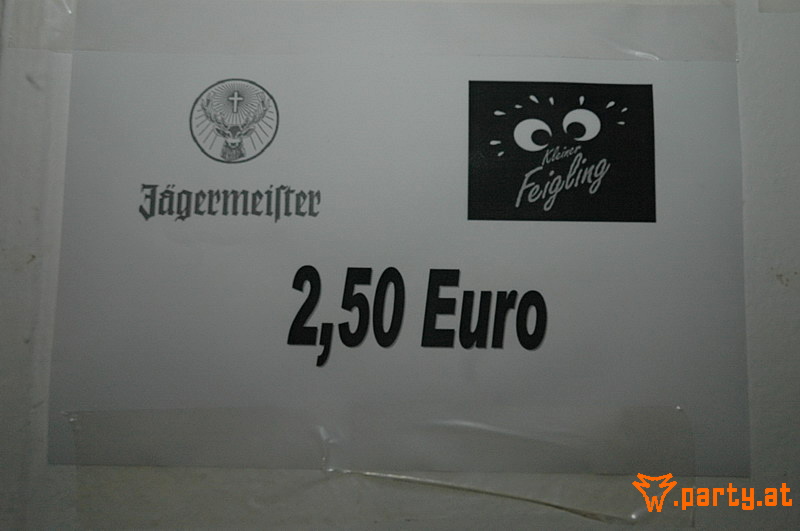 Jägermeiſter
Kleiner
Feigling
2,50 Euro
w.party.at